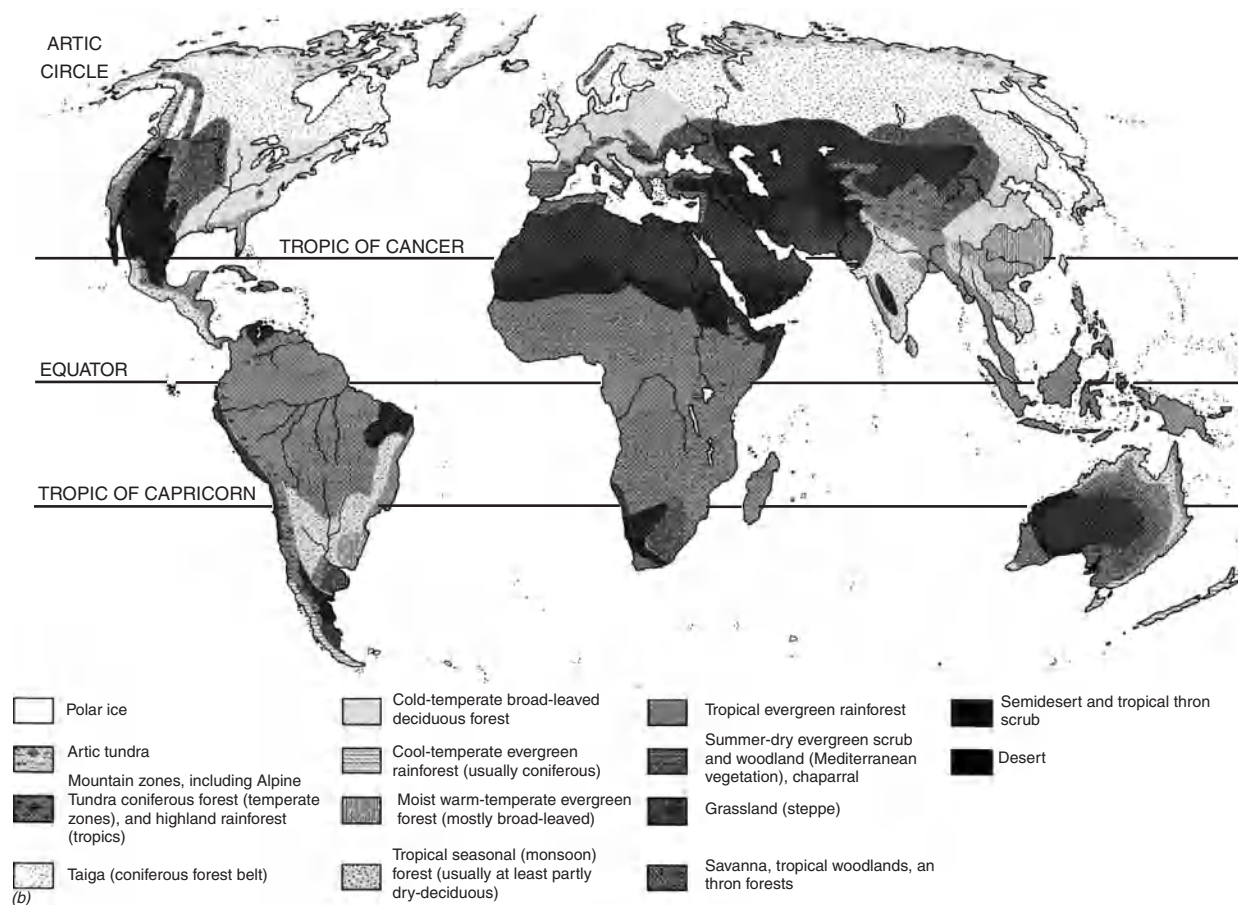 ARTIC
CIRCLE
TROPIC OF CANCER
EQUATOR
TROPIC OF CAPRICORN
Polar ice
Artic tundra
Mountain zones, including Alpine
Tundra coniferous forest (temperate
zones), and highland rainforest
(tropics)
Taiga (coniferous forest belt)
(b)
Cold-temperate broad-leaved
deciduous forest
Cool-temperate evergreen
rainforest (usually coniferous)
Moist warm-temperate evergreen
forest (mostly broad-leaved)
Tropical seasonal (monsoon)
forest (usually at least partly
dry-deciduous)
Tropical evergreen rainforest
Summer-dry evergreen scrub
and woodland (Mediterranean
vegetation), chaparral
Grassland (steppe)
Savanna, tropical woodlands, an
thron forests
Semidesert and tropical thron
scrub
Desert